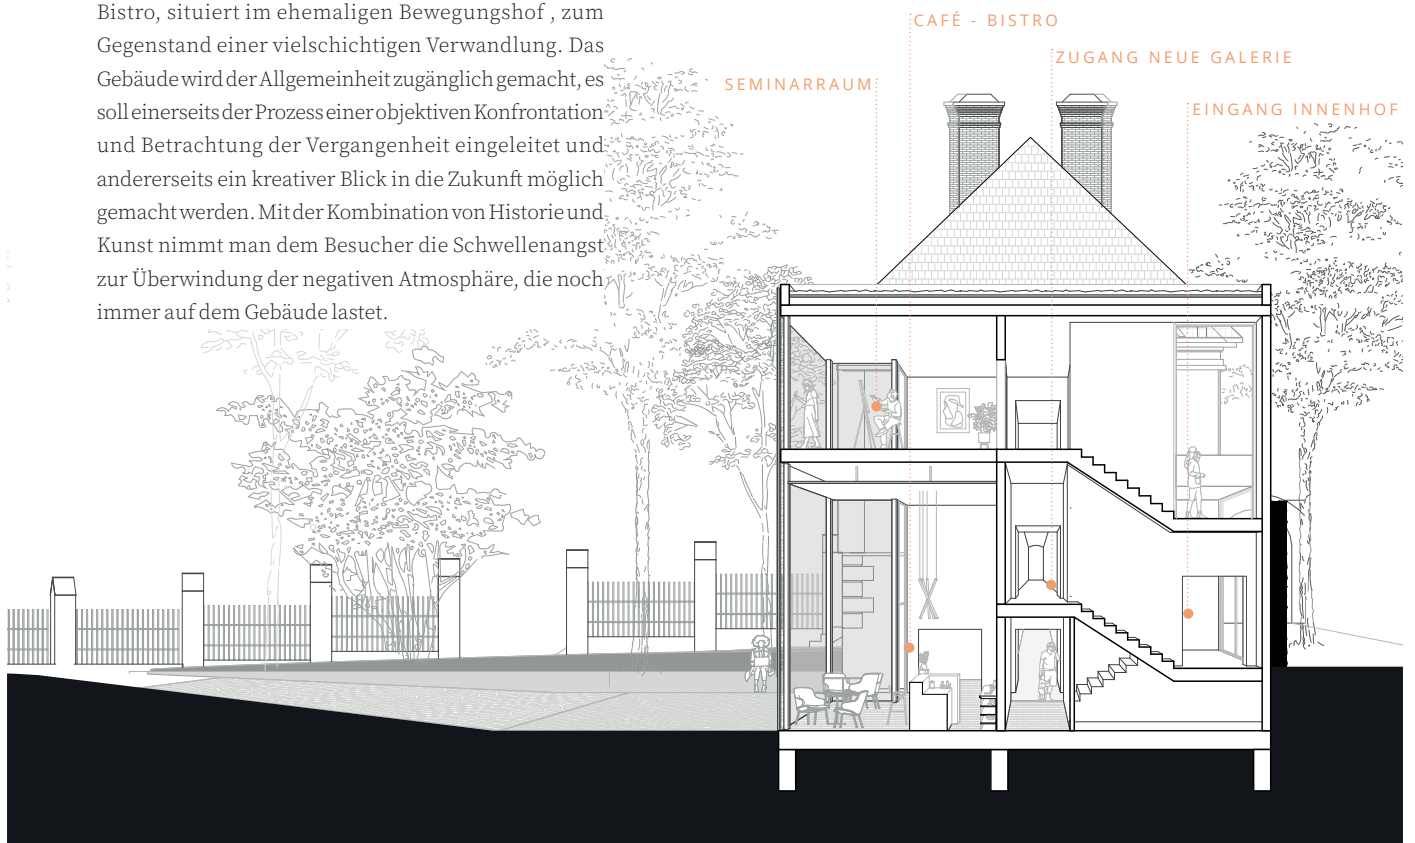 Bistro, situiert im ehemaligen Bewegungshof , zum
Gegenstand einer vielschichtigen Verwandlung. Das
Gebäude wird der Allgemeinheit zugänglich gemacht, es
soll einerseits der Prozess einer objektiven Konfrontation
und Betrachtung der Vergangenheit eingeleitet und
andererseits ein kreativer Blick in die Zukunft möglich
gemacht werden. Mit der Kombination von Historie und
Kunst nimmt man dem Besucher die Schwellenangst
zur Überwindung der negativen Atmosphäre, die noch
immer auf dem Gebäude lastet.
CAFÉ - BISTRO
ZUGANG NEUE GALERIE
SEMINARRAUM
EINGANG INNENHOF